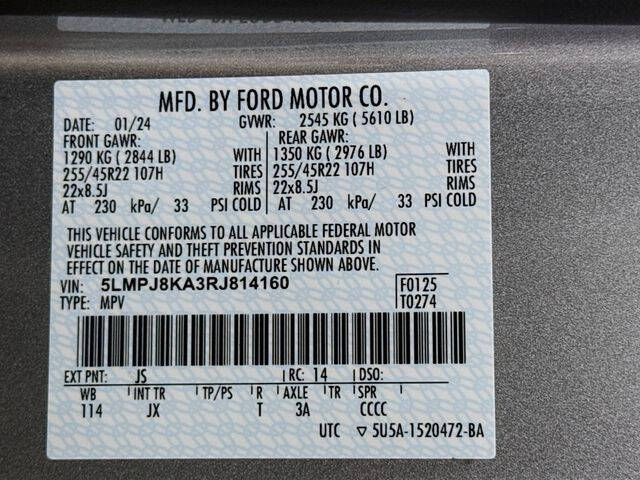 MFD. BY FORD MOTOR CO.
DATE: 01/24 GVWR: 2545 KG ( 5610 LB)
FRONT GAWR: REAR GAWR:
1290 KG ( 2844 LB) WITH 1350 KG ( 2976 LB) WITH
255/45R22 107H TIRES 255/45R22 107H TIRES
22x8.5J RIMS 22x8.5J RIMS
AT 230 kPa/ 33 PSI COLD AT 230 kPa/ 33 PSI COLD
THIS VEHICLE CONFORMS TO ALL APPLICABLE FEDERAL MOTOR
VEHICLE SAFETY AND THEFT PREVENTION STANDARDS IN
EFFECT ON THE DATE OF MANUFACTURE SHOWN ABOVE.
VIN: 5LMPJ8KA3RJ814160 F0125
TYPE: MPV T0274
EXT PNT: JS RC: 14 DSO:
WB INT TR TP/PS R AXLE TR SPR
114 JX T 3A CCCC
UTC ▽ 5U5A-1520472-BA